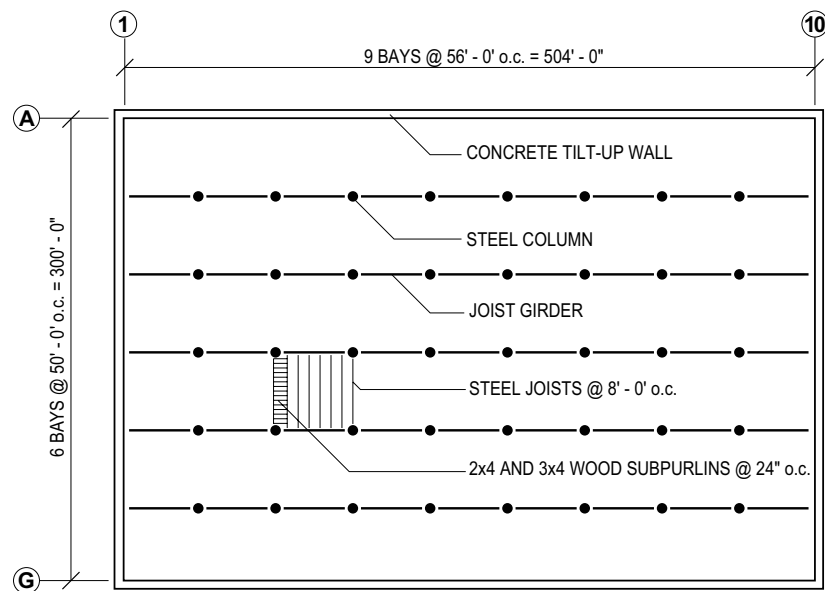 1
10
9 BAYS @ 56' - 0' o.c. = 504' - 0"
A
CONCRETE TILT-UP WALL
STEEL COLUMN
JOIST GIRDER
6 BAYS @ 50' - 0' o.c. = 300' - 0"
STEEL JOISTS @ 8' - 0' o.c.
2x4 AND 3x4 WOOD SUBPURLINS @ 24" o.c.
G